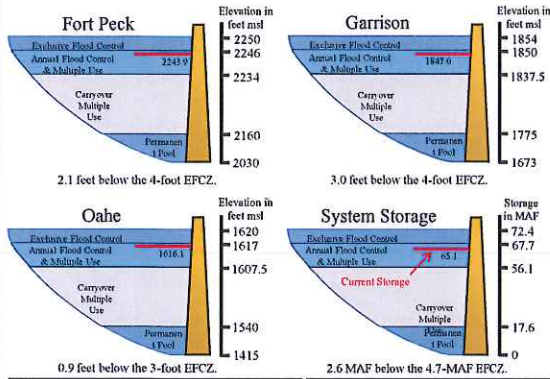 Fort Peck
Elevation in
feet msl
Exclusive Flood Control
Annual Flood Control
& Multiple Use
2243.9
Carryover
Multiple
Use
Permanen
t Pool
2250
2246
2234
2160
2030
2.1 feet below the 4-foot EFCZ.
Garrison
Elevation in
feet msl
Exclusive Flood Control
Annual Flood Control
& Multiple Use
1847.0
Carryover
Multiple
Use
Permanen
t Pool
1854
1850
1837.5
1775
1673
3.0 feet below the 4-foot EFCZ.
Oahe
Elevation in
feet msl
Exclusive Flood Control
Annual Flood Control
& Multiple Use
1616.1
Carryover
Multiple
Use
Permanen
t Pool
1620
1617
1607.5
1540
1415
0.9 feet below the 3-foot EFCZ.
System Storage
Storage
in MAF
Exclusive Flood Control
Annual Flood Control
& Multiple Use
65.1
Current Storage
Carryover
Multiple
Use
Permanen
t Pool
72.4
67.7
56.1
17.6
0
2.6 MAF below the 4.7-MAF EFCZ.